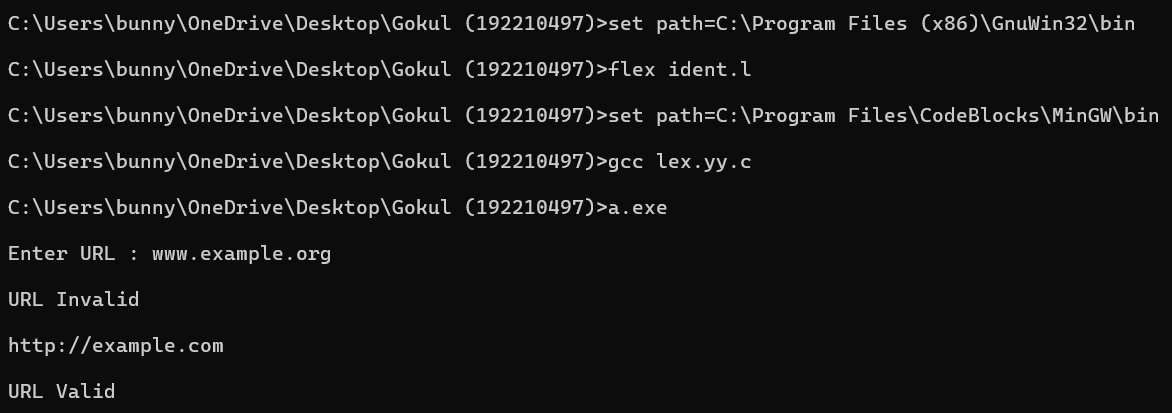 C:\Users\bunny\OneDrive\Desktop\Gokul (192210497)>set path=C:\Program Files (x86)\GnuWin32\bin
C:\Users\bunny\OneDrive\Desktop\Gokul (192210497)>flex ident.l
C:\Users\bunny\OneDrive\Desktop\Gokul (192210497)>set path=C:\Program Files\CodeBlocks\MinGW\bin
C:\Users\bunny\OneDrive\Desktop\Gokul (192210497)>gcc lex.yy.c
C:\Users\bunny\OneDrive\Desktop\Gokul (192210497)>a.exe
Enter URL : www.example.org
URL Invalid
http://example.com
URL Valid